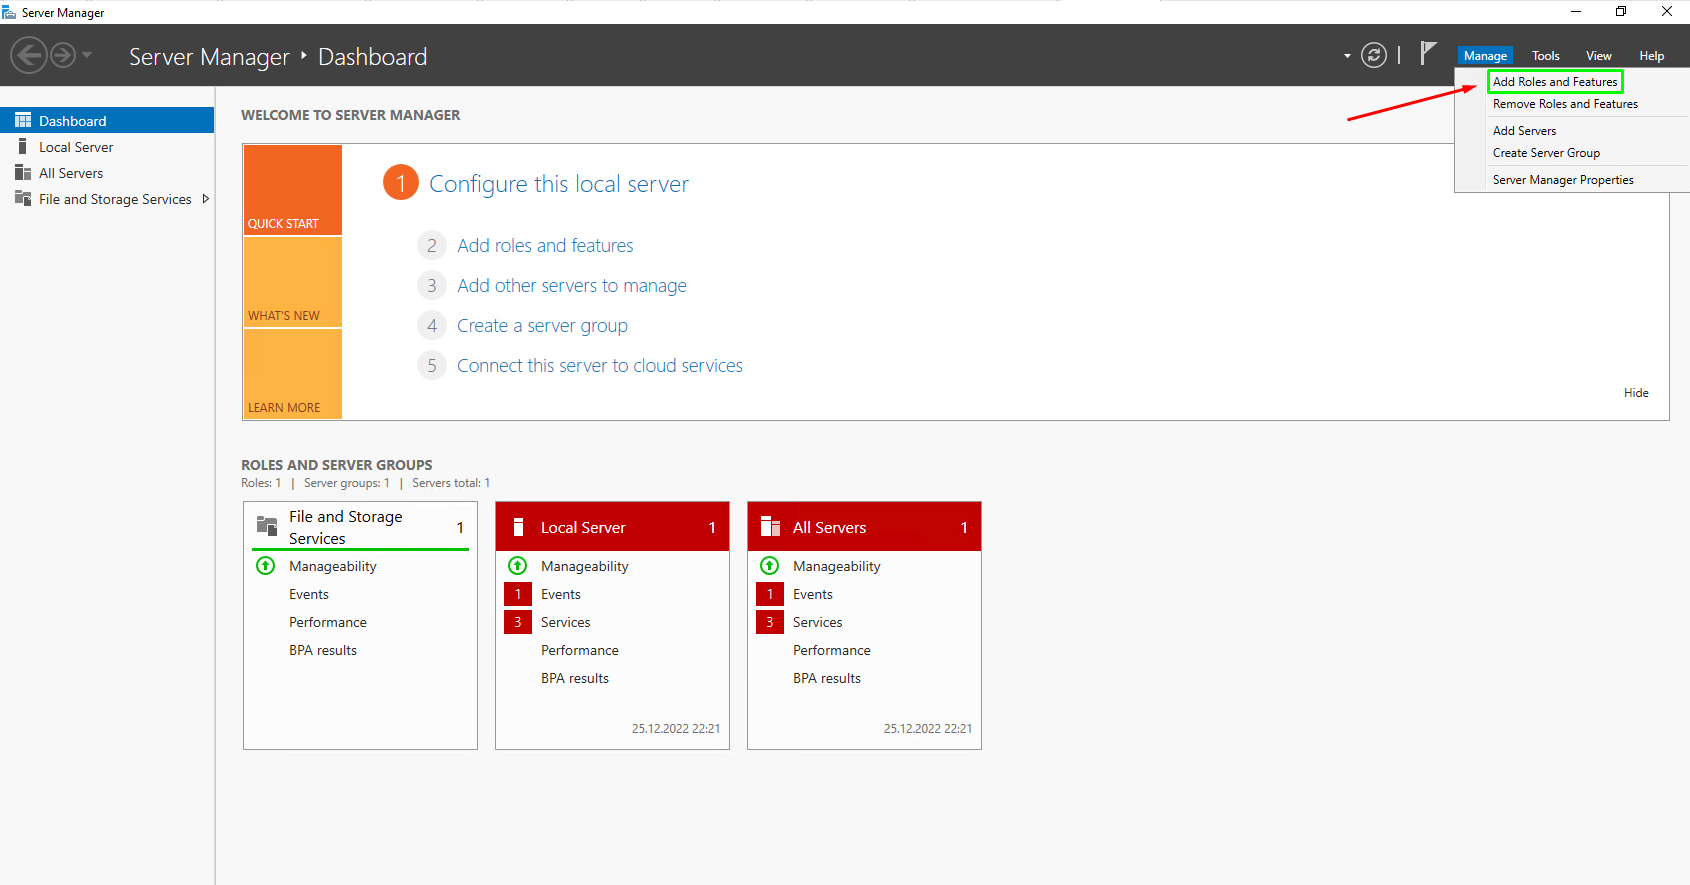 Server Manager
Server Manager ‣ Dashboard
Manage Tools View Help
Add Roles and Features
Remove Roles and Features
Add Servers
Create Server Group
Server Manager Properties
Dashboard
Local Server
All Servers
File and Storage Services
WELCOME TO SERVER MANAGER
QUICK START
WHAT'S NEW
LEARN MORE
1 Configure this local server
2 Add roles and features
3 Add other servers to manage
4 Create a server group
5 Connect this server to cloud services
Hide
ROLES AND SERVER GROUPS
Roles: 1 | Server groups: 1 | Servers total: 1
File and Storage
Services
1
Manageability
Events
Performance
BPA results
Local Server 1
Manageability
1 Events
3 Services
Performance
BPA results
25.12.2022 22:21
All Servers 1
Manageability
1 Events
3 Services
Performance
BPA results
25.12.2022 22:21